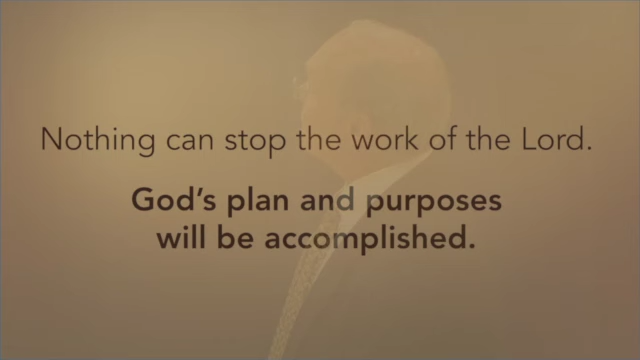 Nothing can stop the work of the Lord.
God’s plan and purposes
will be accomplished.